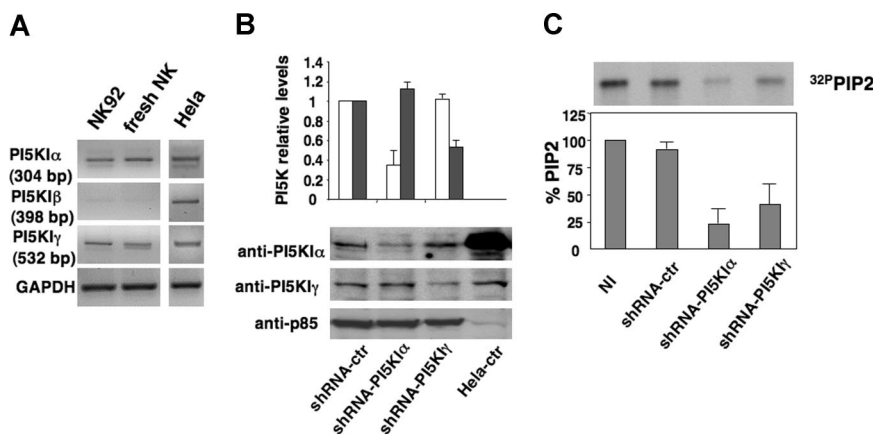 A
NK92
fresh NK
Hela
PI5KIα
(304 bp)
PI5KIβ
(398 bp)
PI5KIγ
(532 bp)
GAPDH
B
PI5K relative levels
1.4
1.2
1
0.8
0.6
0.4
0.2
0
anti-PI5KIα
anti-PI5KIγ
anti-p85
shRNA-ctr
shRNA-PI5KIα
shRNA-PI5KIγ
Hela-ctr
C
32PPIP2
% PIP2
125
100
75
50
25
0
NI
shRNA-ctr
shRNA-PI5KIα
shRNA-PI5KIγ